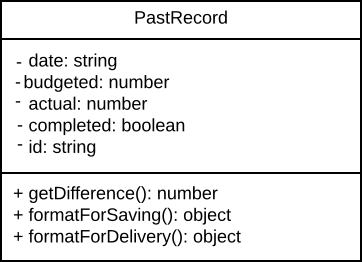 PastRecord
- date: string
- budgeted: number
- actual: number
- completed: boolean
- id: string
+ getDifference(): number
+ formatForSaving(): object
+ formatForDelivery(): object